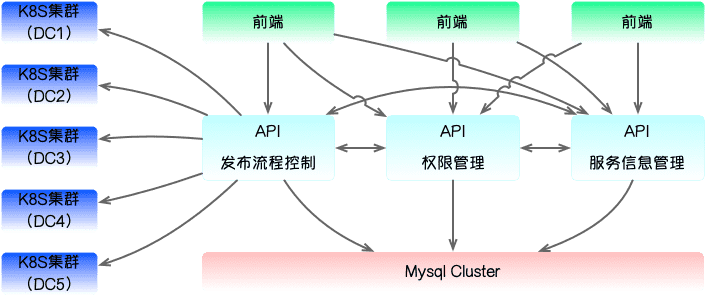 K8S集群
（DC1）
K8S集群
（DC2）
K8S集群
（DC3）
K8S集群
（DC4）
K8S集群
（DC5）
前端
前端
前端
API
发布流程控制
API
权限管理
API
服务信息管理
Mysql Cluster